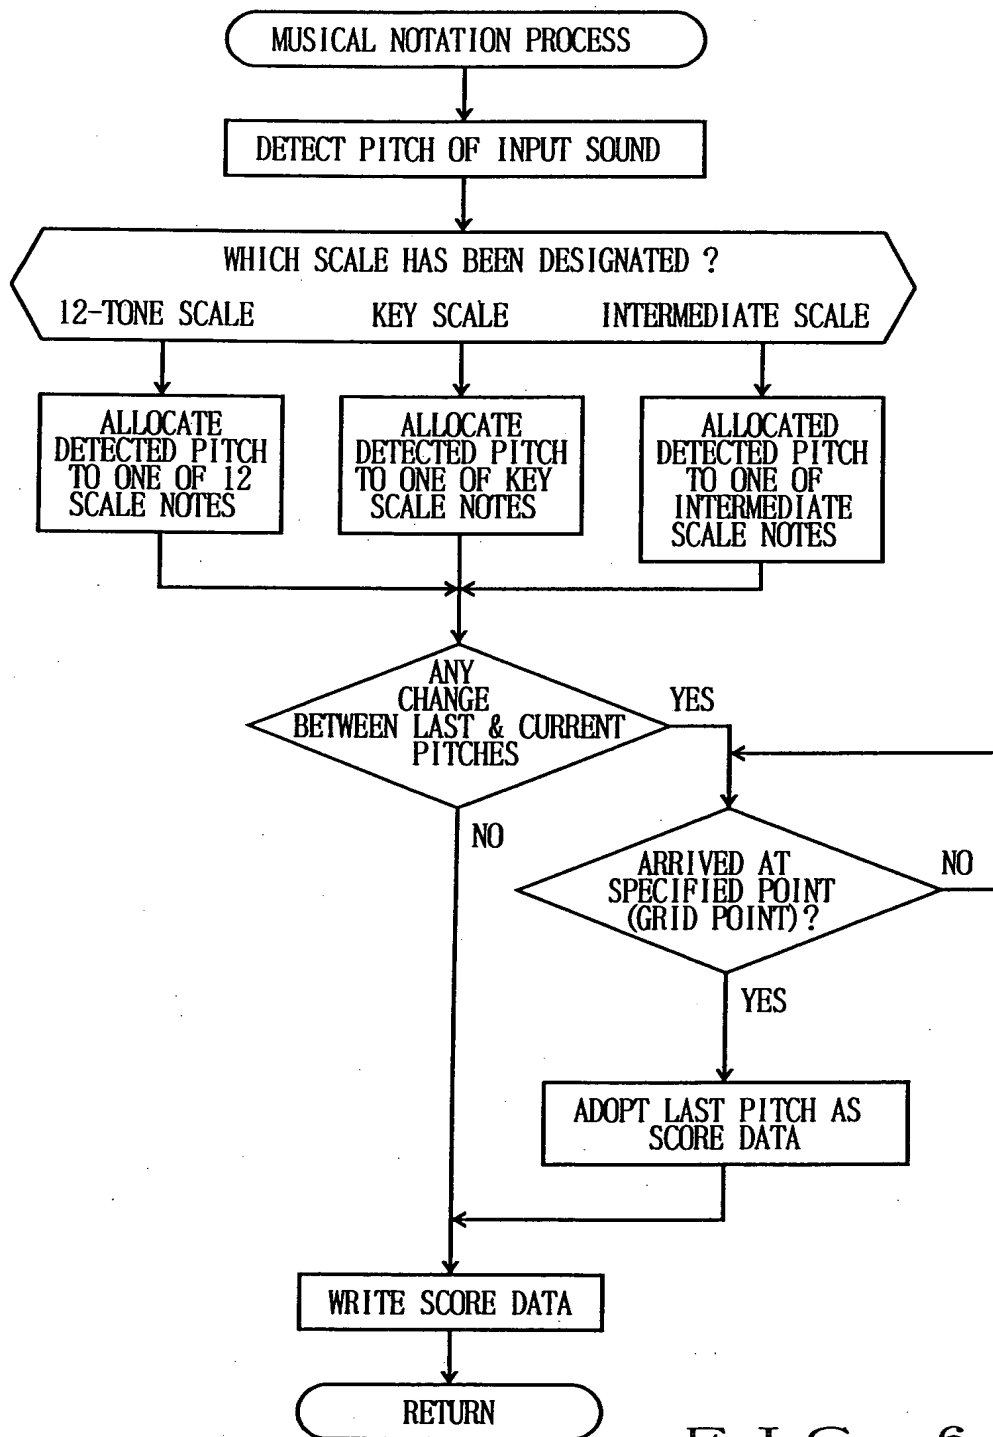 MUSICAL NOTATION PROCESS
DETECT PITCH OF INPUT SOUND
WHICH SCALE HAS BEEN DESIGNATED ?
12-TONE SCALE
KEY SCALE
INTERMEDIATE SCALE
ALLOCATE
DETECTED PITCH
TO ONE OF 12
SCALE NOTES
ALLOCATE
DETECTED PITCH
TO ONE OF KEY
SCALE NOTES
ALLOCATED
DETECTED PITCH
TO ONE OF
INTERMEDIATE
SCALE NOTES
ANY
CHANGE
BETWEEN LAST & CURRENT
PITCHES
YES
NO
ARRIVED AT
SPECIFIED POINT
(GRID POINT)?
NO
YES
ADOPT LAST PITCH AS
SCORE DATA
WRITE SCORE DATA
RETURN
FIG. 6